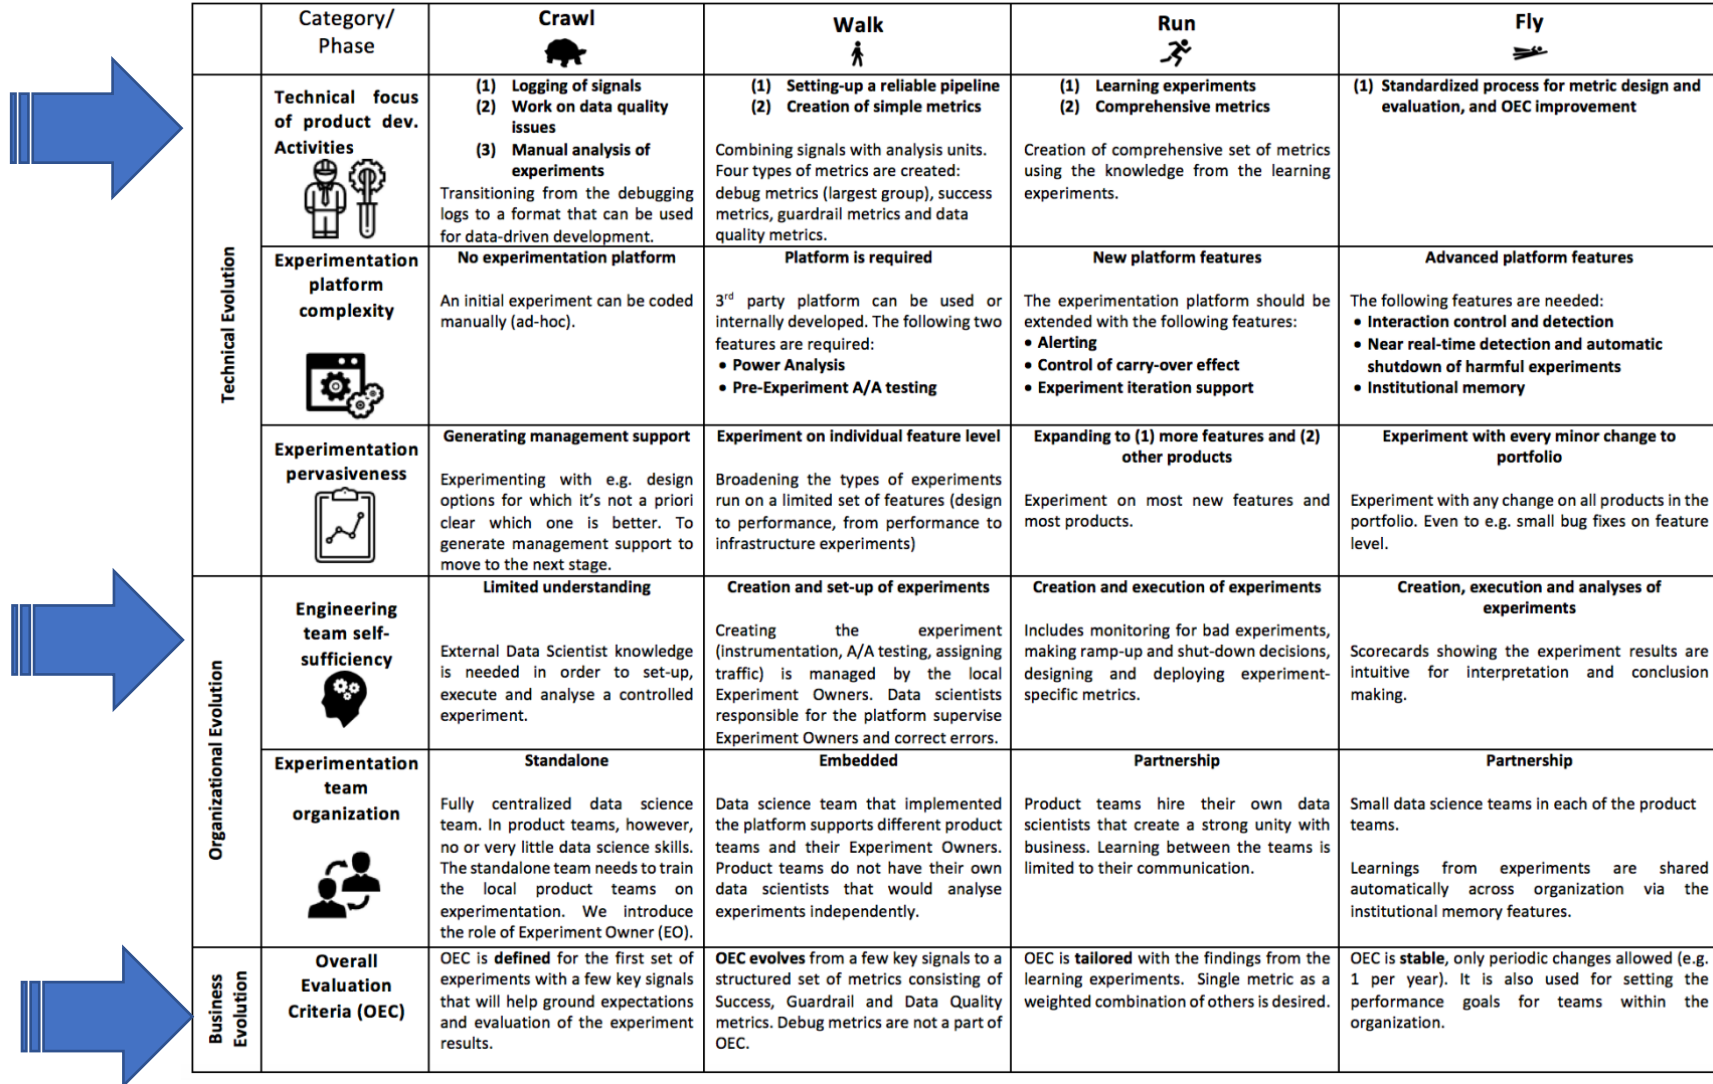 Category/
Phase
Crawl
Walk
Run
Fly
Technical Evolution
Technical focus
of product dev.
Activities
(1) Logging of signals
(2) Work on data quality
issues
(3) Manual analysis of
experiments
Transitioning from the debugging
logs to a format that can be used
for data-driven development.
(1) Setting-up a reliable pipeline
(2) Creation of simple metrics
Combining signals with analysis units.
Four types of metrics are created:
debug metrics (largest group), success
metrics, guardrail metrics and data
quality metrics.
(1) Learning experiments
(2) Comprehensive metrics
Creation of comprehensive set of metrics
using the knowledge from the learning
experiments.
(1) Standardized process for metric design and
evaluation, and OEC improvement
Experimentation
platform
complexity
No experimentation platform
An initial experiment can be coded
manually (ad-hoc).
Platform is required
3rd party platform can be used or
internally developed. The following two
features are required:
• Power Analysis
• Pre-Experiment A/A testing
New platform features
The experimentation platform should be
extended with the following features:
• Alerting
• Control of carry-over effect
• Experiment iteration support
Advanced platform features
The following features are needed:
• Interaction control and detection
• Near real-time detection and automatic
shutdown of harmful experiments
• Institutional memory
Experimentation
pervasiveness
Generating management support
Experimenting with e.g. design
options for which it's not a priori
clear which one is better. To
generate management support to
move to the next stage.
Experiment on individual feature level
Broadening the types of experiments
run on a limited set of features (design
to performance, from performance to
infrastructure experiments)
Expanding to (1) more features and (2)
other products
Experiment on most new features and
most products.
Experiment with every minor change to
portfolio
Experiment with any change on all products in the
portfolio. Even to e.g. small bug fixes on feature
level.
Organizational Evolution
Engineering
team self-
sufficiency
Limited understanding
External Data Scientist knowledge
is needed in order to set-up,
execute and analyse a controlled
experiment.
Creation and set-up of experiments
Creating the experiment
(instrumentation, A/A testing, assigning
traffic) is managed by the local
Experiment Owners. Data scientists
responsible for the platform supervise
Experiment Owners and correct errors.
Creation and execution of experiments
Includes monitoring for bad experiments,
making ramp-up and shut-down decisions,
designing and deploying experiment-
specific metrics.
Creation, execution and analyses of
experiments
Scorecards showing the experiment results are
intuitive for interpretation and conclusion
making.
Experimentation
team
organization
Standalone
Fully centralized data science
team. In product teams, however,
no or very little data science skills.
The standalone team needs to train
the local product teams on
experimentation. We introduce
the role of Experiment Owner (EO).
Embedded
Data science team that implemented
the platform supports different product
teams and their Experiment Owners.
Product teams do not have their own
data scientists that would analyse
experiments independently.
Partnership
Product teams hire their own data
scientists that create a strong unity with
business. Learning between the teams is
limited to their communication.
Partnership
Small data science teams in each of the product
teams.
Learnings from experiments are shared
automatically across organization via the
institutional memory features.
Business
Evolution
Overall
Evaluation
Criteria (OEC)
OEC is defined for the first set of
experiments with a few key signals
that will help ground expectations
and evaluation of the experiment
results.
OEC evolves from a few key signals to a
structured set of metrics consisting of
Success, Guardrail and Data Quality
metrics. Debug metrics are not a part of
OEC.
OEC is tailored with the findings from the
learning experiments. Single metric as a
weighted combination of others is desired.
OEC is stable, only periodic changes allowed (e.g.
1 per year). It is also used for setting the
performance goals for teams within the
organization.